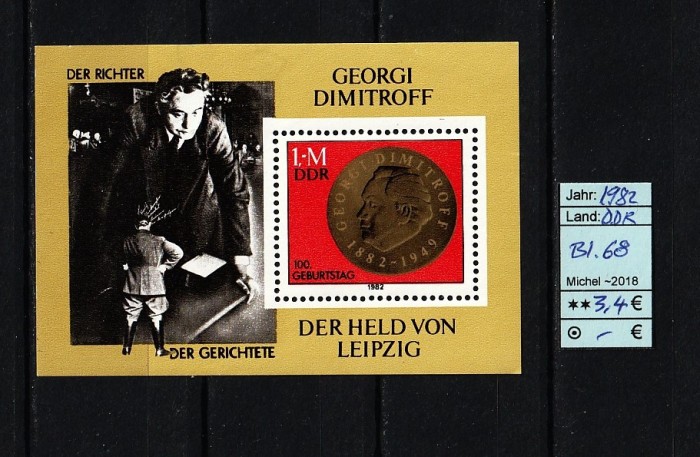 DER RICHTER
GEORGI
DIMITROFF
1,-M
DDR
GEORGI DIMITROFF
1882-1949
100.
GEBURTSTAG
1982
DER GERICHTETE
DER HELD VON
LEIPZIG
Jahr: 1982
Land: DDR
Bl. 68
Michel ~2018
** 3,4 €
- €